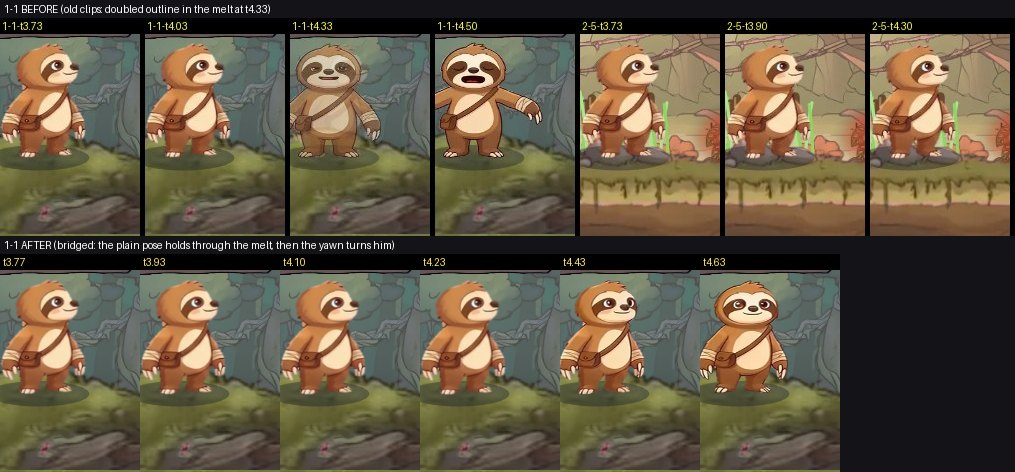 1-1 BEFORE (old clips: doubled outline in the melt at t4.33)
1-1-t3.73
1-1-t4.03
1-1-t4.33
1-1-t4.50
2-5-t3.73
2-5-t3.90
2-5-t4.30
1-1 AFTER (bridged: the plain pose holds through the melt, then the yawn turns him)
t3.77
t3.93
t4.10
t4.23
t4.43
t4.63